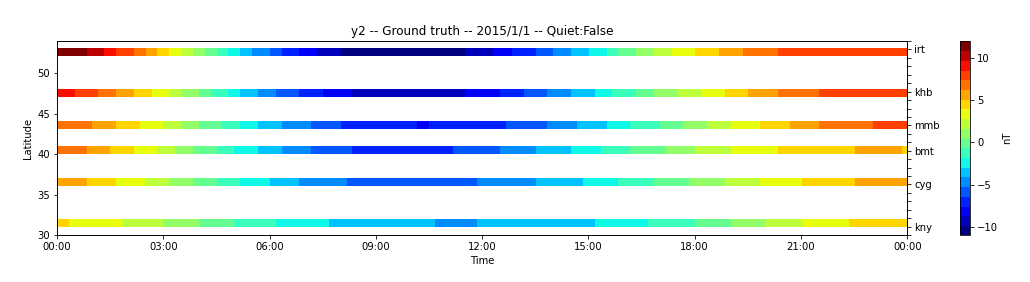 y2 -- Ground truth -- 2015/1/1 -- Quiet:False
irt
10
50
khb
5
45
mmb
0
nT
Latitude
40
bmt
−5
35
cyg
kny
−10
30
00:00 03:00 06:00 09:00 12:00 15:00 18:00 21:00 00:00
Time